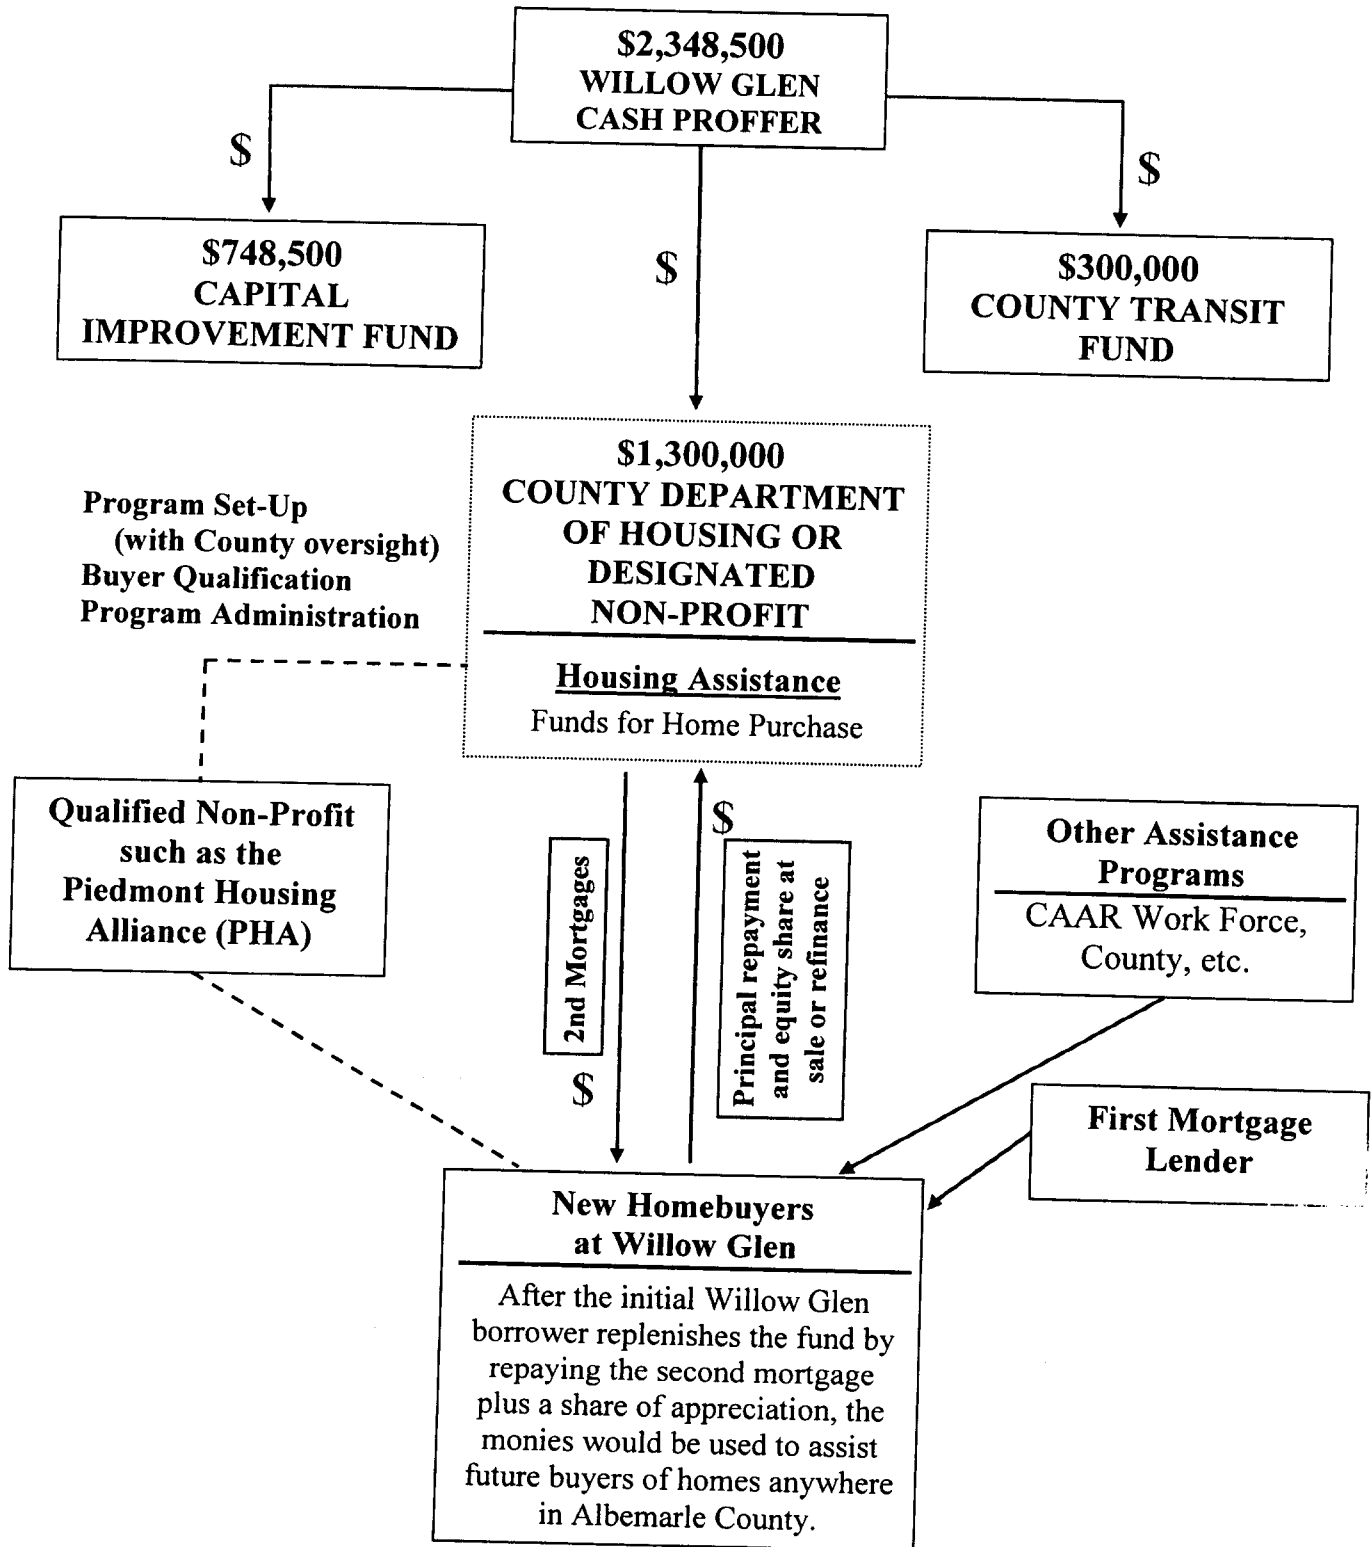 $2,348,500
WILLOW GLEN
CASH PROFFER
$
$
$
$748,500
CAPITAL
IMPROVEMENT FUND
$300,000
COUNTY TRANSIT
FUND
$1,300,000
COUNTY DEPARTMENT
OF HOUSING OR
DESIGNATED
NON-PROFIT
Housing Assistance
Funds for Home Purchase
Program Set-Up
(with County oversight)
Buyer Qualification
Program Administration
Qualified Non-Profit
such as the
Piedmont Housing
Alliance (PHA)
2nd Mortgages
$
$
Principal repayment
and equity share at
sale or refinance
Other Assistance
Programs
CAAR Work Force,
County, etc.
First Mortgage
Lender
New Homebuyers
at Willow Glen
After the initial Willow Glen
borrower replenishes the fund by
repaying the second mortgage
plus a share of appreciation, the
monies would be used to assist
future buyers of homes anywhere
in Albemarle County.